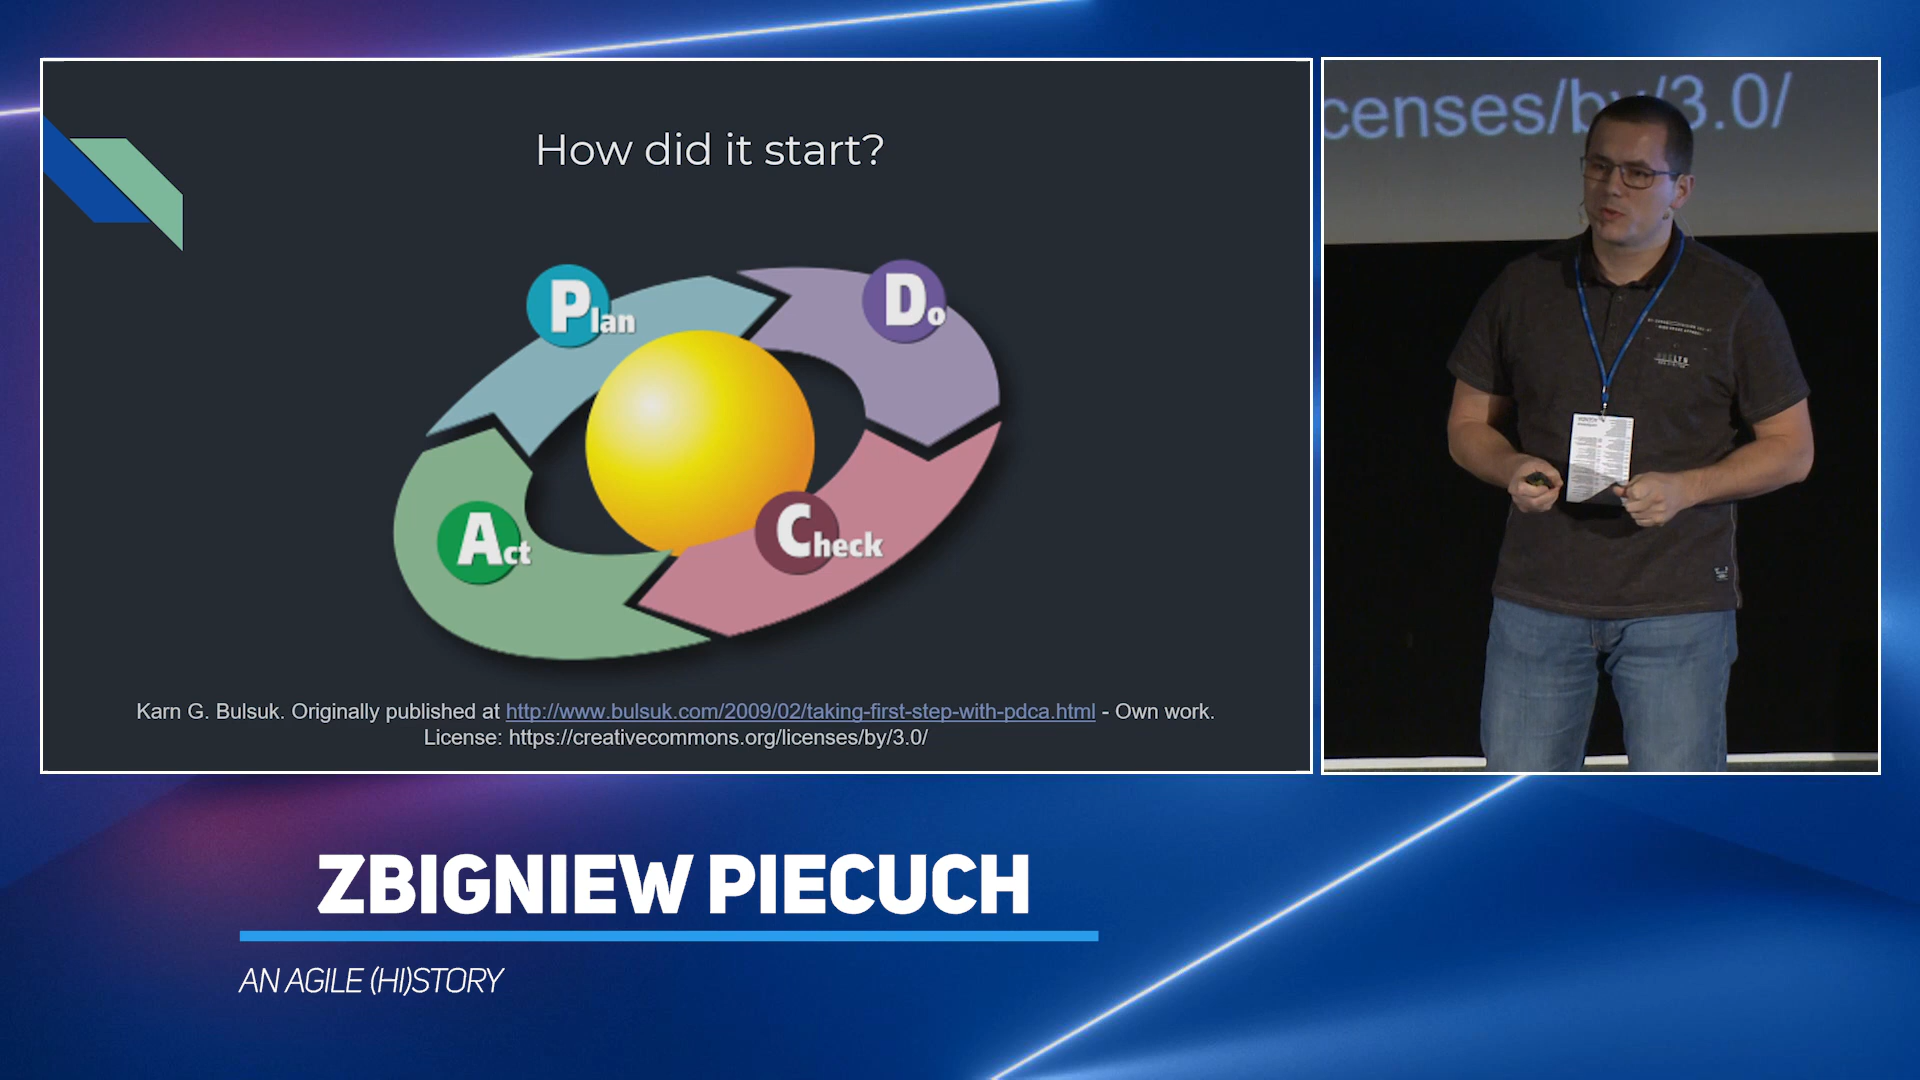 How did it start?
Plan
Do
Act
Check
Karn G. Bulsuk. Originally published at http://www.bulsuk.com/2009/02/taking-first-step-with-pdca.html - Own work.
License: https://creativecommons.org/licenses/by/3.0/
censes/by/3.0/
ZBIGNIEW PIECUCH
AN AGILE (HI)STORY